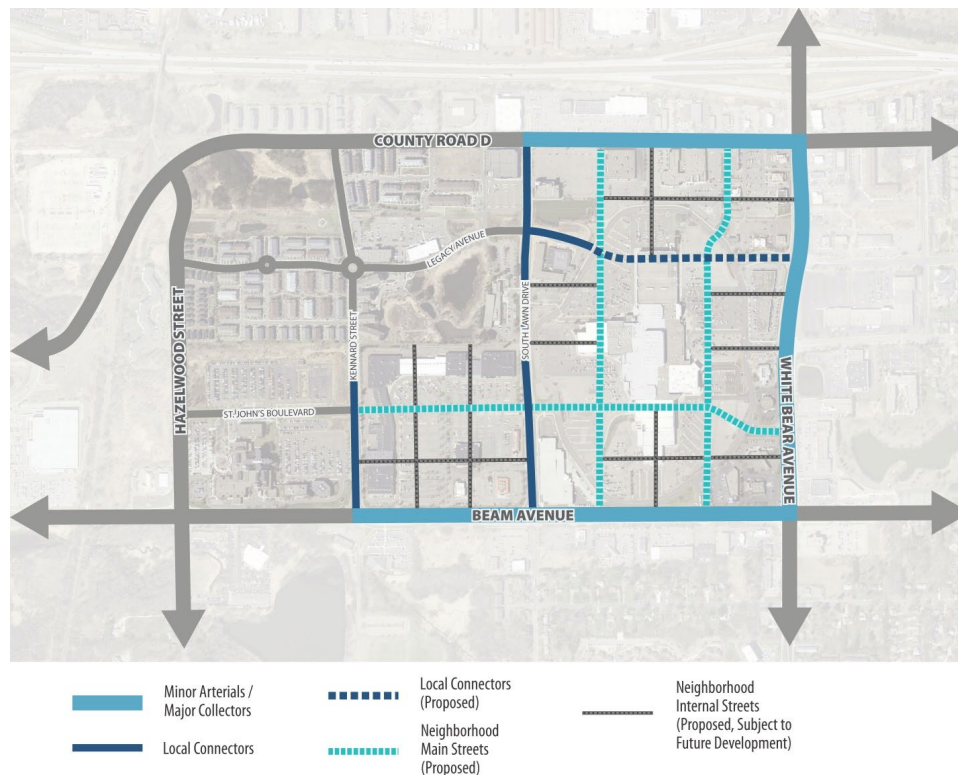 COUNTY ROAD D
LEGACY AVENUE
HAZELWOOD STREET
KENNARD STREET
SOUTH LAWN DRIVE
WHITE BEAR AVENUE
ST. JOHN'S BOULEVARD
BEAM AVENUE
Minor Arterials /
Major Collectors
Local Connectors
Local Connectors
(Proposed)
Neighborhood
Main Streets
(Proposed)
Neighborhood
Internal Streets
(Proposed, Subject to
Future Development)